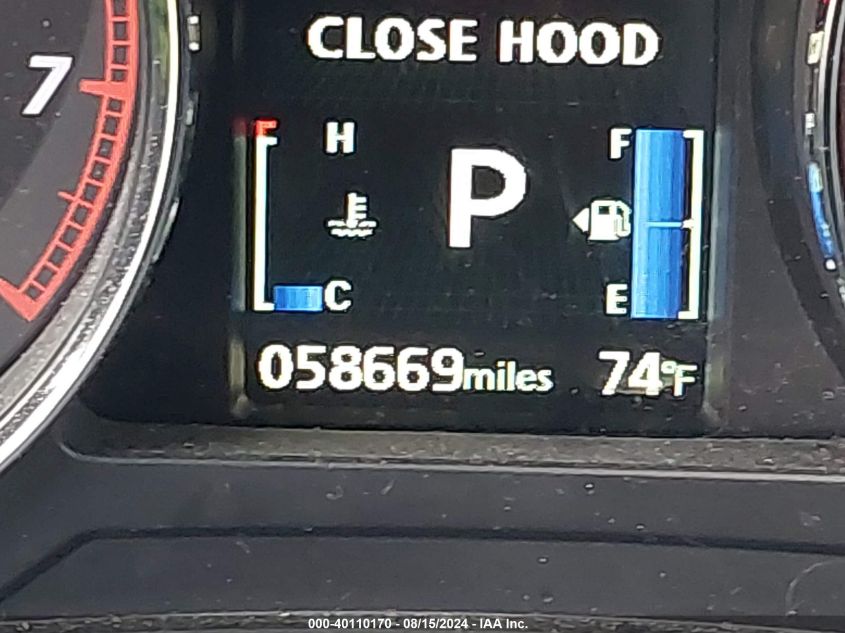 CLOSE HOOD
7
H
P
F
C
E
058669miles 74°F
000-40110170 - 08/15/2024 - IAA Inc.